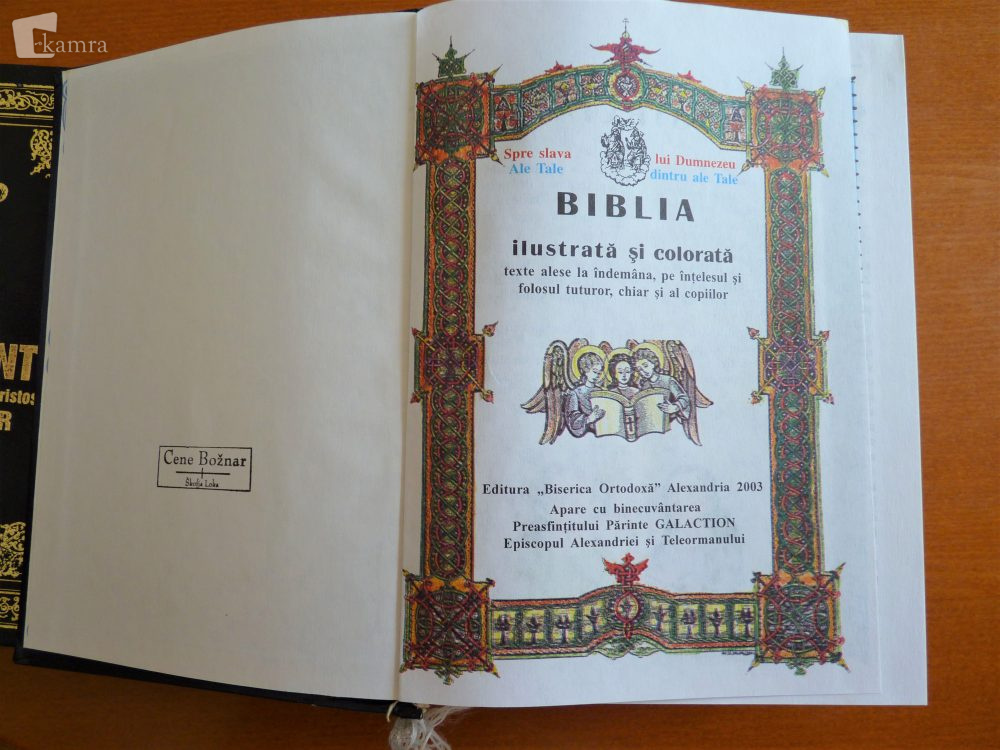 kamra
NT
ristos
R
Cene Božnar
Škofja Loka
Spre slava lui Dumnezeu
Ale Tale dintru ale Tale
BIBLIA
ilustrată şi colorată
texte alese la îndemâna, pe înţelesul şi
folosul tuturor, chiar şi al copiilor
Editura „Biserica Ortodoxă” Alexandria 2003
Apare cu binecuvântarea
Preasfinţitului Părinte GALACTION
Episcopul Alexandriei şi Teleormanului